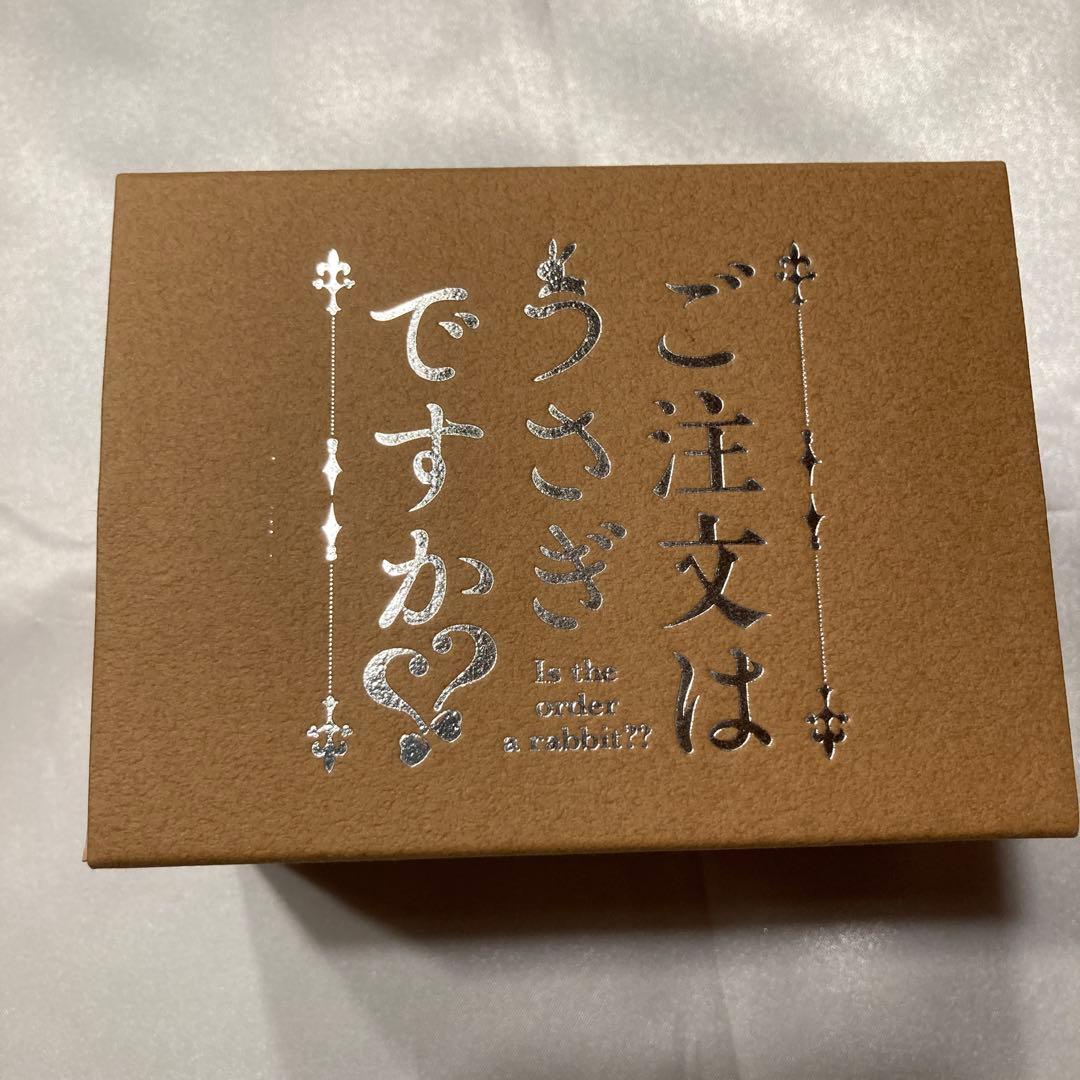 ご注文は
うさぎ
ですか??
Is the
order
a rabbit??